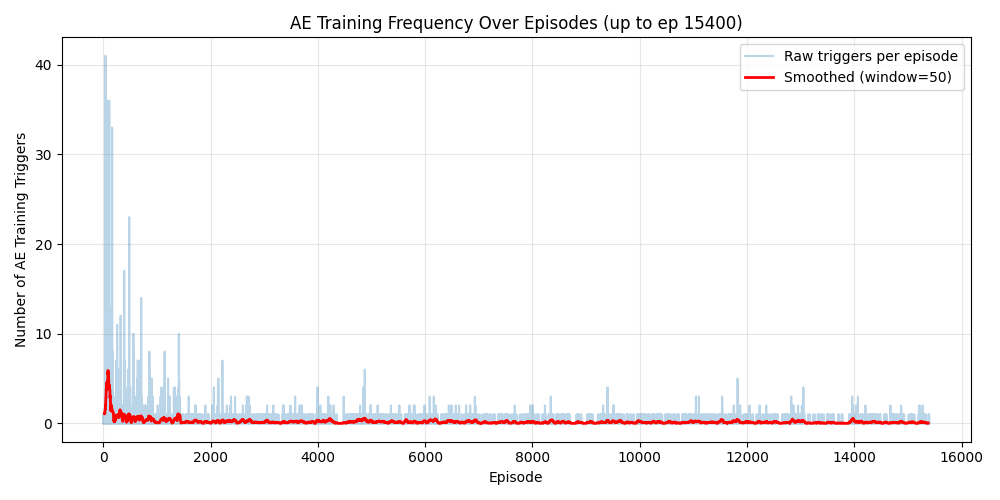 AE Training Frequency Over Episodes (up to ep 15400)
Raw triggers per episode
Smoothed (window=50)
Number of AE Training Triggers
40
30
20
10
0
0 2000 4000 6000 8000 10000 12000 14000 16000
Episode